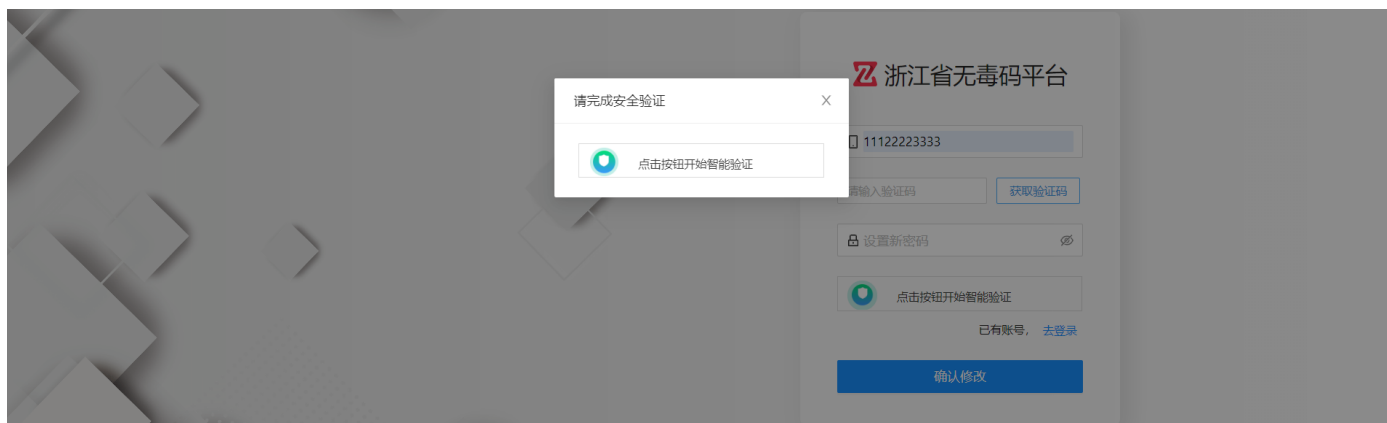 浙江省无毒码平台
请完成安全验证
点击按钮开始智能验证
11122223333
请输入验证码
获取验证码
设置新密码
点击按钮开始智能验证
已有账号， 去登录
确认修改